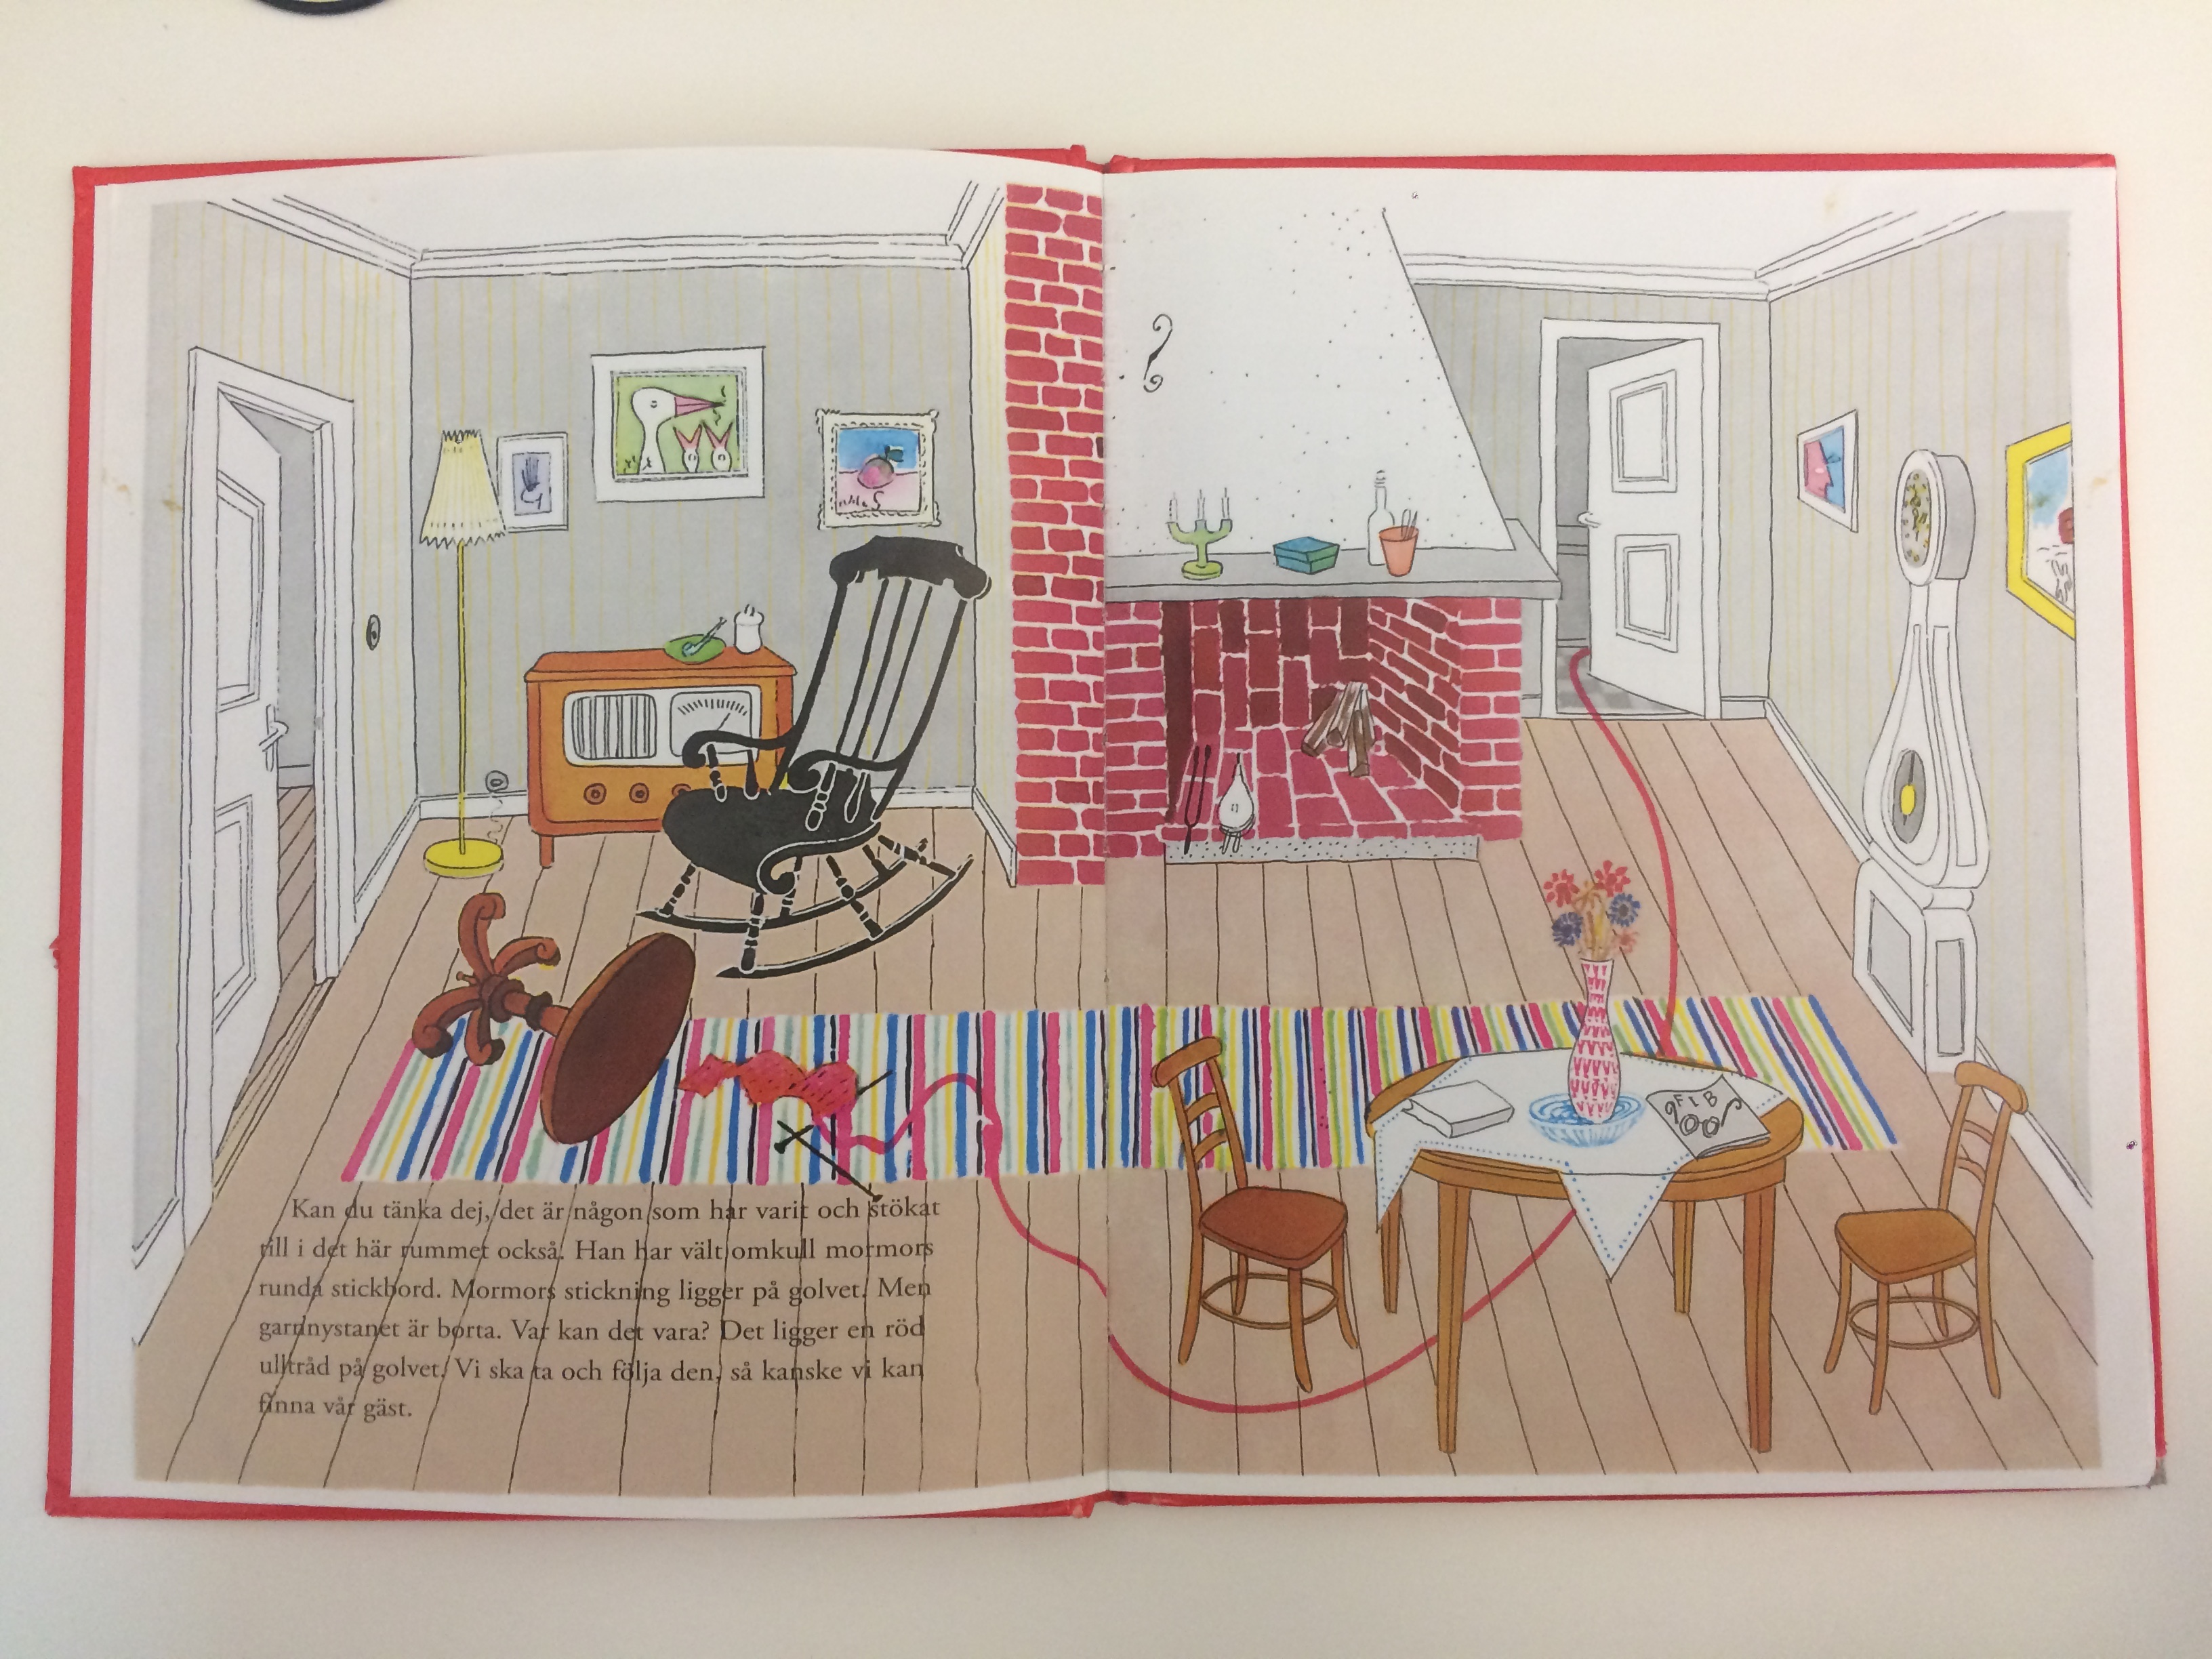 Kan du tänka dej, det är någon som har varit och stökat
till i det här rummet också. Han har vält omkull mormors
runda stickbord. Mormors stickning ligger på golvet. Men
garnnystanet är borta. Var kan det vara? Det ligger en röd
ulltråd på golvet. Vi ska ta och följa den, så kanske vi kan
finna vår gäst.
FIB